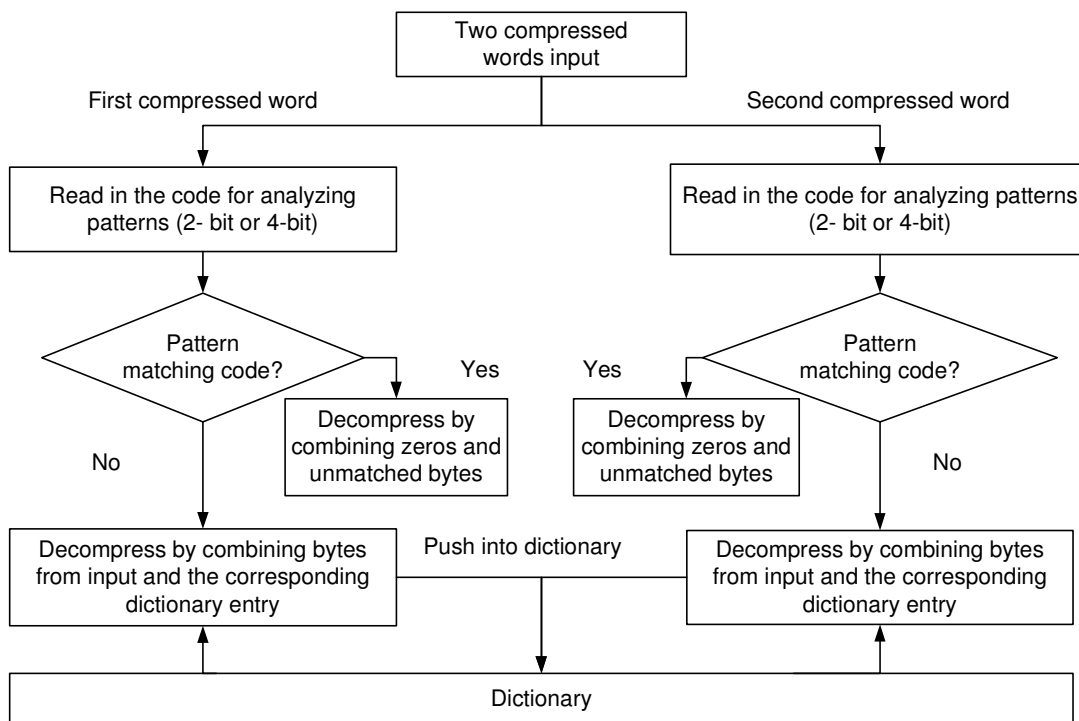 Two compressed
words input
First compressed word
Second compressed word
Read in the code for analyzing
patterns (2- bit or 4-bit)
Read in the code for analyzing patterns
(2- bit or 4-bit)
Pattern
matching code?
Pattern
matching code?
Yes
Yes
Decompress by
combining zeros and
unmatched bytes
Decompress by
combining zeros and
unmatched bytes
No
No
Decompress by combining bytes
from input and the corresponding
dictionary entry
Push into dictionary
Decompress by combining bytes
from input and the corresponding
dictionary entry
Dictionary